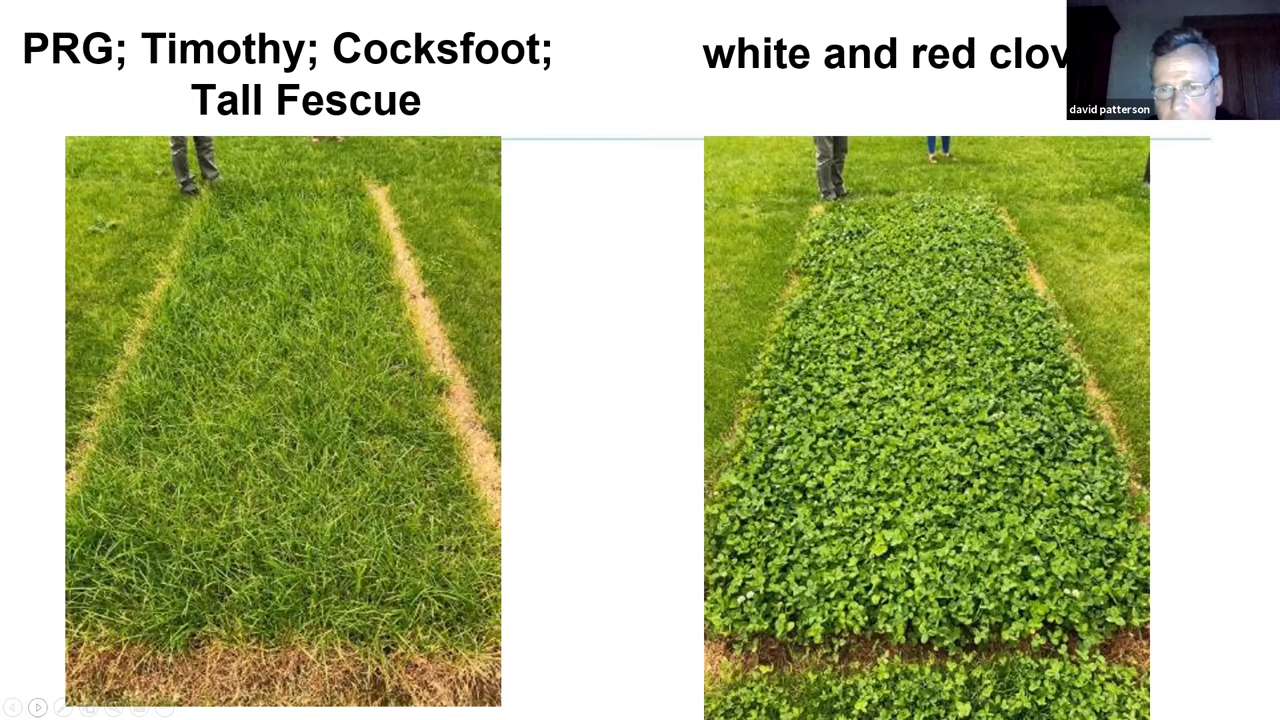 PRG; Timothy; Cocksfoot;
Tall Fescue
white and red clov
david patterson